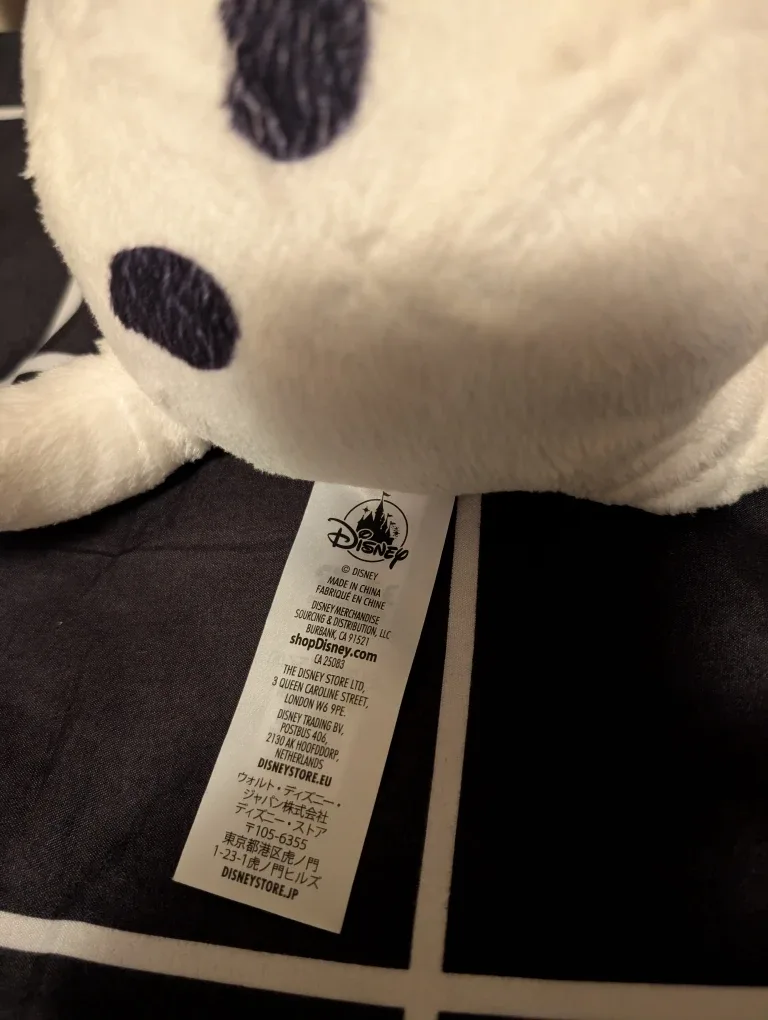 Disney
© DISNEY
MADE IN CHINA
FABRIQUÉ EN CHINE
DISNEY MERCHANDISE
SOURCING & DISTRIBUTION, LLC
BURBANK, CA 91521
shopDisney.com
CA 25083
THE DISNEY STORE LTD,
3 QUEEN CAROLINE STREET,
LONDON W6 9PE.
DISNEY TRADING BV,
POSTBUS 406,
2130 AK HOOFDDORP,
NETHERLANDS
DISNEYSTORE.EU
ウォルト・ディズニー・
ジャパン株式会社
ディズニー・ストア
〒105-6355
東京都港区虎ノ門
1-23-1虎ノ門ヒルズ
DISNEYSTORE.JP